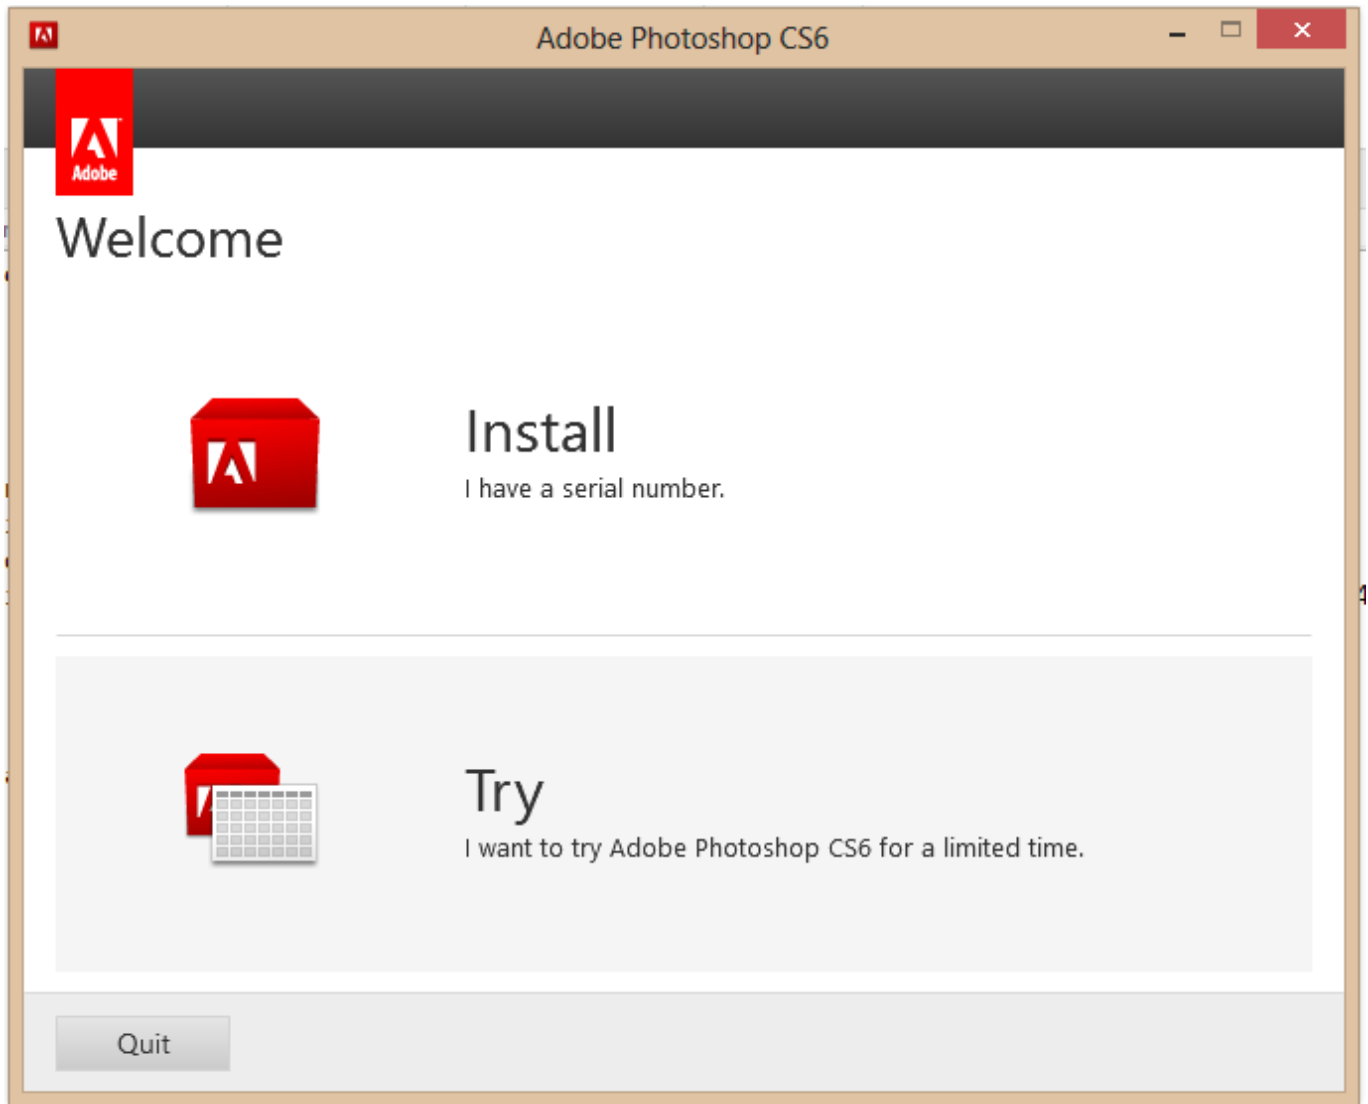 Adobe Photoshop CS6
Adobe
Welcome
Install
I have a serial number.
Try
I want to try Adobe Photoshop CS6 for a limited time.
Quit